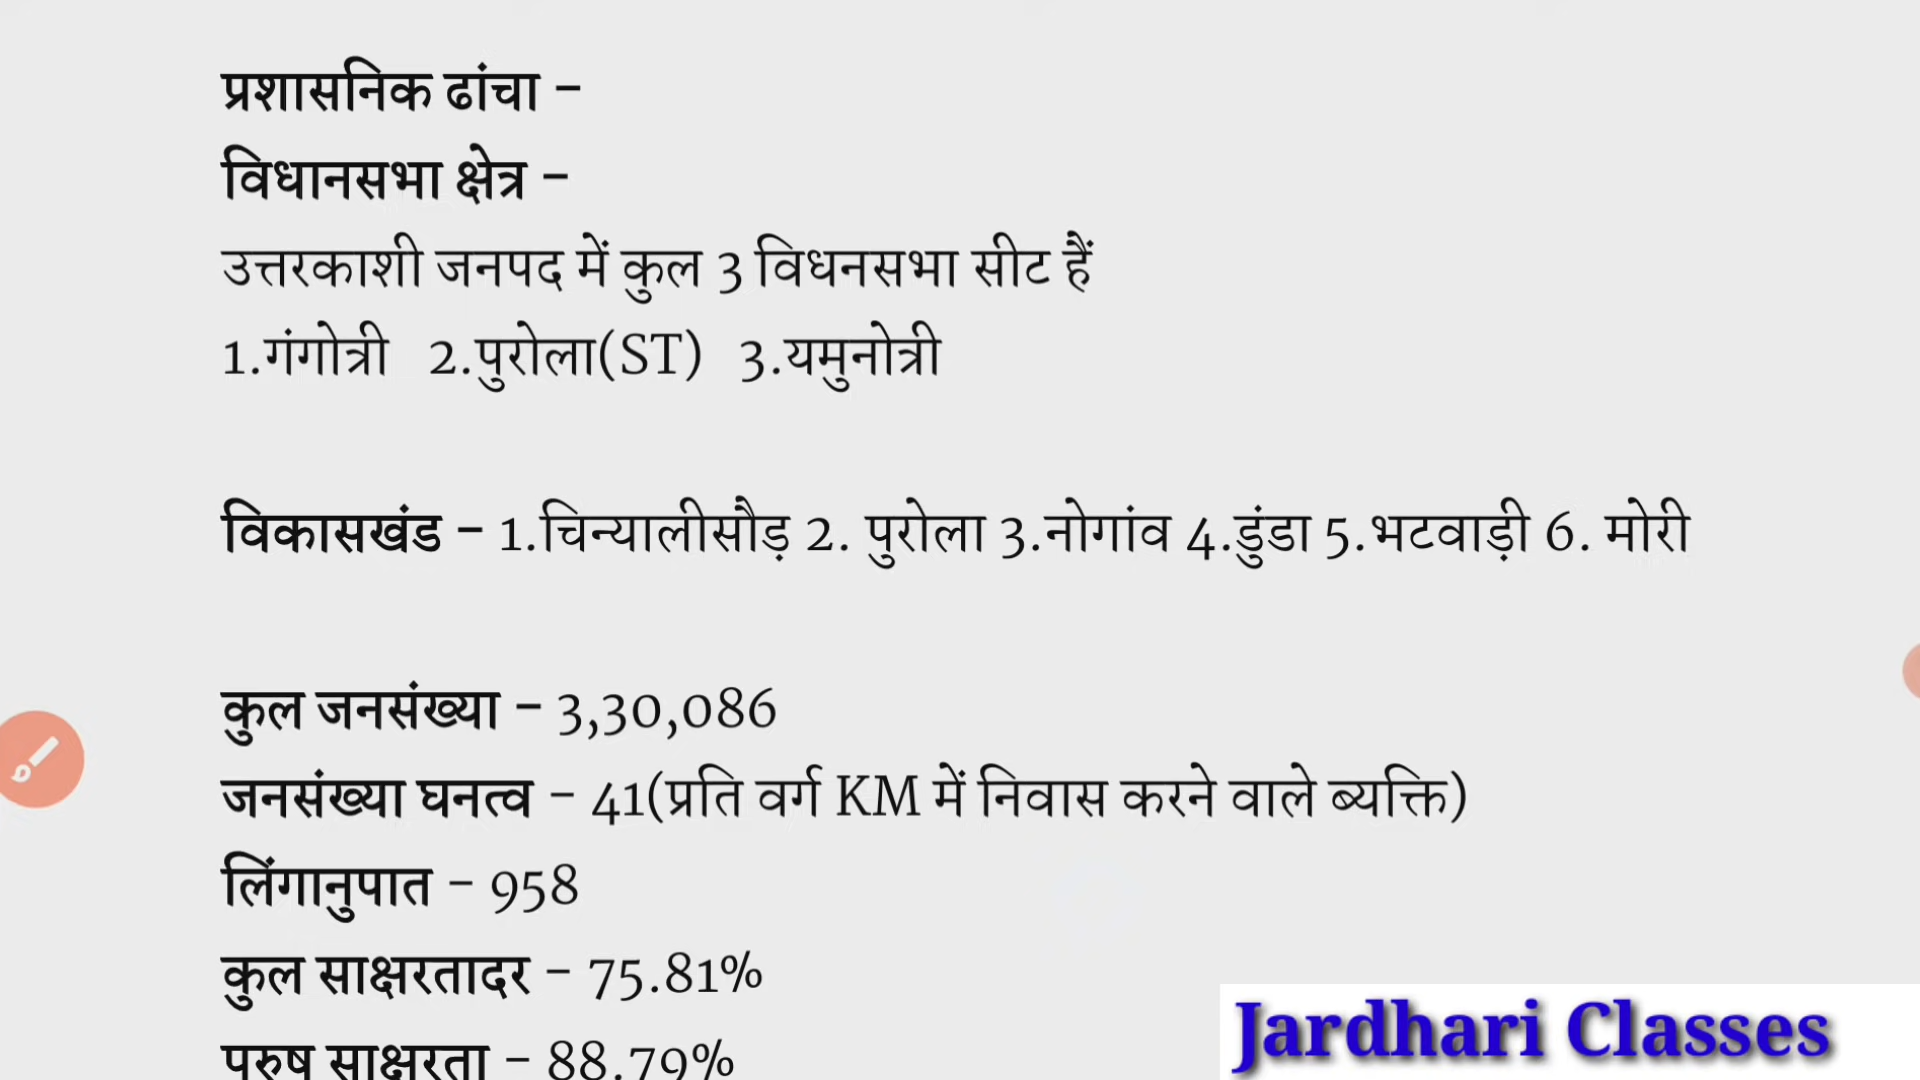 प्रशासनिक ढांचा –
विधानसभा क्षेत्र –
उत्तरकाशी जनपद में कुल 3 विधनसभा सीट हैं
1.गंगोत्री 2.पुरोला(ST) 3.यमुनोत्री
विकासखंड – 1.चिन्यालीसौड़ 2. पुरोला 3.नोगांव 4.डुंडा 5.भटवाड़ी 6. मोरी
कुल जनसंख्या – 3,30,086
जनसंख्या घनत्व – 41(प्रति वर्ग KM में निवास करने वाले ब्यक्ति)
लिंगानुपात – 958
कुल साक्षरतादर – 75.81%
पुरुष साक्षरता – 88.79%
Jardhari Classes